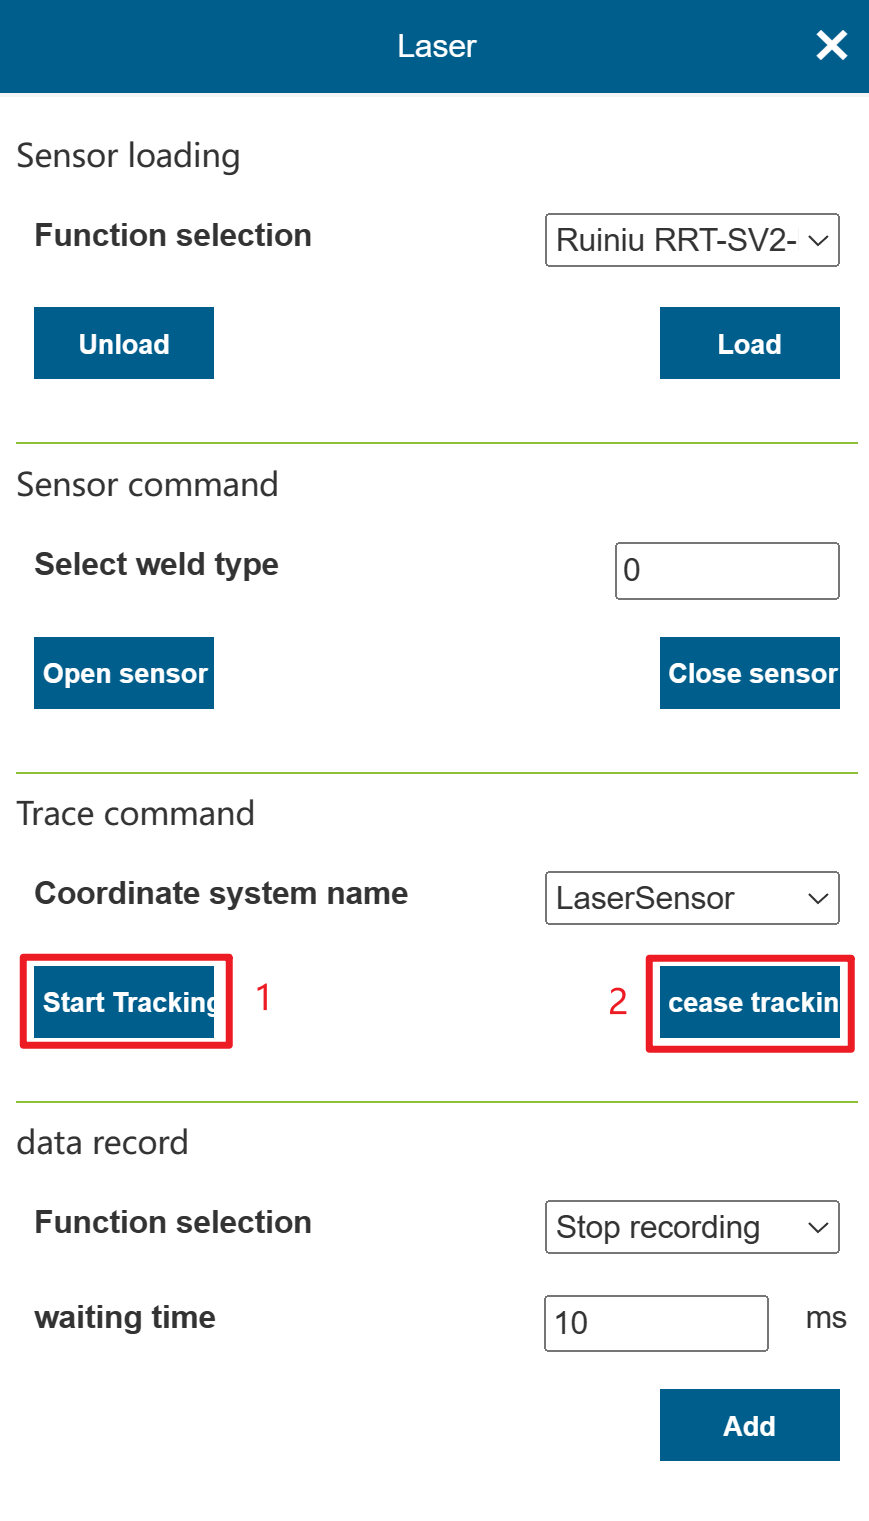 Laser
Sensor loading
Function selection
Ruiniu RRT-SV2-
Unload
Load
Sensor command
Select weld type
0
Open sensor
Close sensor
Trace command
Coordinate system name
LaserSensor
Start Tracking
1
2
cease trackin
data record
Function selection
Stop recording
waiting time
10
ms
Add